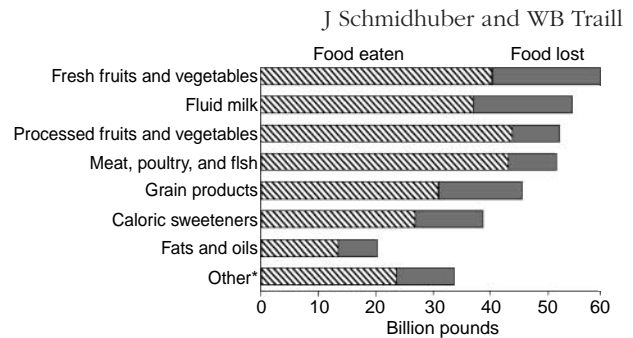 J Schmidhuber and WB Traill
Food eaten Food lost
Fresh fruits and vegetables
Fluid milk
Processed fruits and vegetables
Meat, poultry, and fish
Grain products
Caloric sweeteners
Fats and oils
Other*
0 10 20 30 40 50 60
Billion pounds